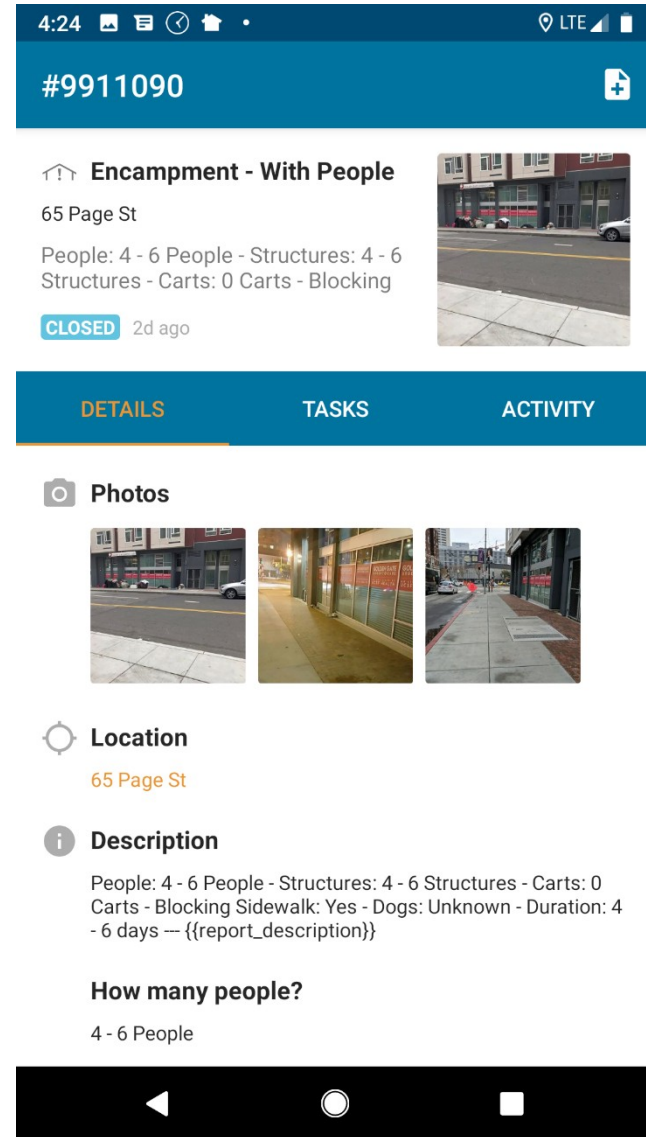 4:24
LTE
#9911090
Encampment - With People
65 Page St
People: 4 - 6 People - Structures: 4 - 6
Structures - Carts: 0 Carts - Blocking
CLOSED 2d ago
DETAILS TASKS ACTIVITY
Photos
Location
65 Page St
Description
People: 4 - 6 People - Structures: 4 - 6 Structures - Carts: 0
Carts - Blocking Sidewalk: Yes - Dogs: Unknown - Duration: 4
- 6 days --- {{report_description}}
How many people?
4 - 6 People